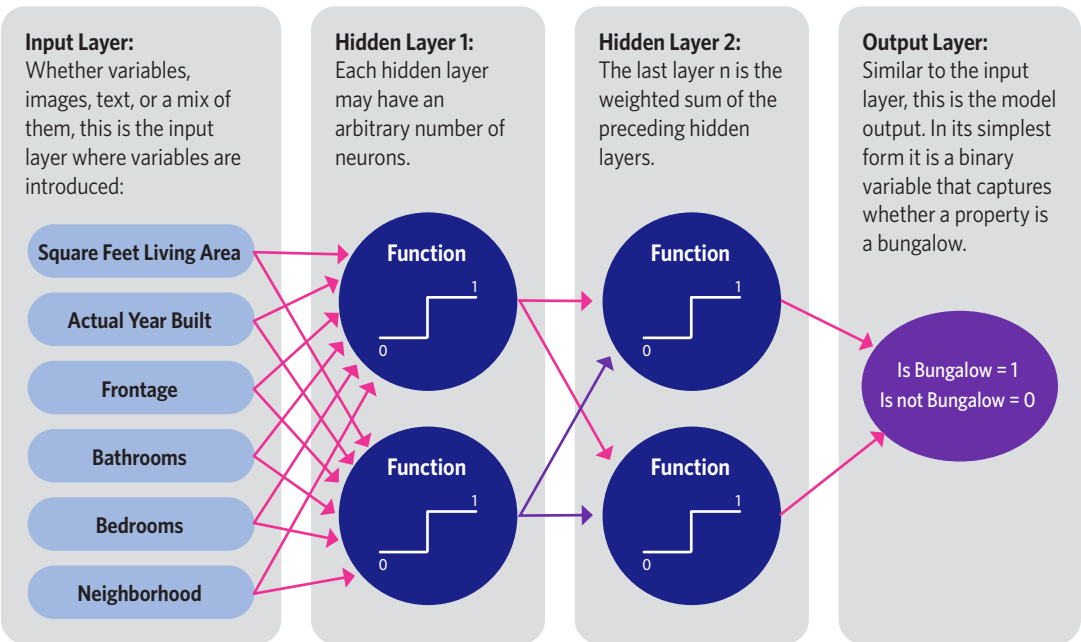 Input Layer:
Whether variables,
images, text, or a mix of
them, this is the input
layer where variables are
introduced:
Square Feet Living Area
Actual Year Built
Frontage
Bathrooms
Bedrooms
Neighborhood
Hidden Layer 1:
Each hidden layer
may have an
arbitrary number of
neurons.
Function
1
0
Function
1
0
Hidden Layer 2:
The last layer n is the
weighted sum of the
preceding hidden
layers.
Function
1
0
Function
1
0
Output Layer:
Similar to the input
layer, this is the model
output. In its simplest
form it is a binary
variable that captures
whether a property is
a bungalow.
Is Bungalow = 1
Is not Bungalow = 0